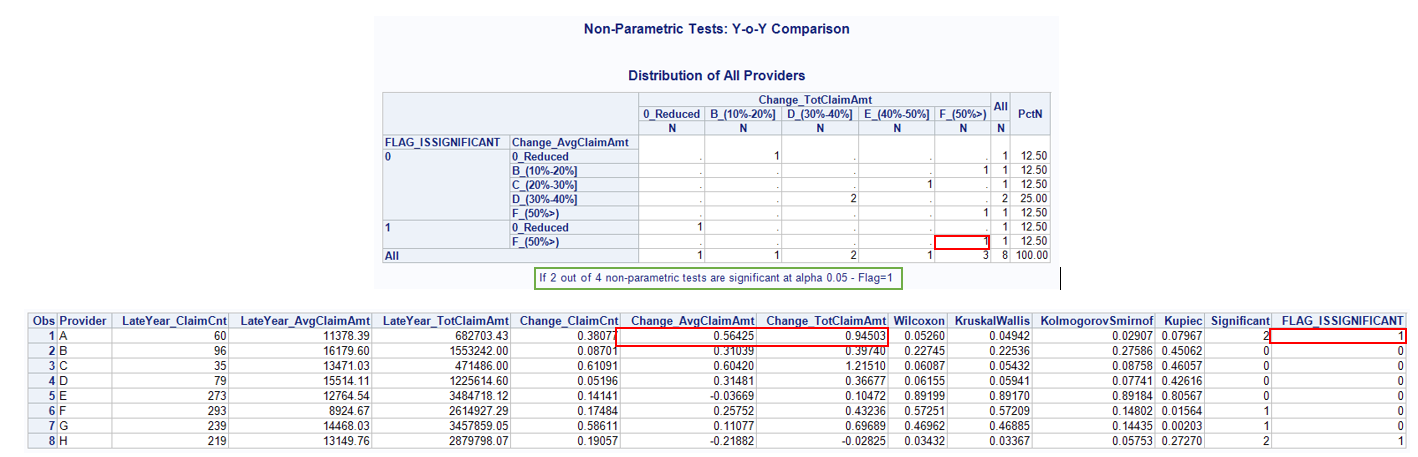 Non-Parametric Tests: Y-o-Y Comparison
Distribution of All Providers
Change_TotClaimAmt All PctN
0_Reduced B_(10%-20%] D_(30%-40%] E_(40%-50%] F_(50%>)
N N N N N N
FLAG_ISSIGNIFICANT Change_AvgClaimAmt
0 0_Reduced . 1 . . . 1 12.50
B_(10%-20%] . . . . 1 1 12.50
C_(20%-30%] . . . 1 . 1 12.50
D_(30%-40%] . . 2 . . 2 25.00
F_(50%>) . . . . 1 1 12.50
1 0_Reduced 1 . . . . 1 12.50
F_(50%>) . . . . 1 1 12.50
All 1 1 2 1 3 8 100.00
If 2 out of 4 non-parametric tests are significant at alpha 0.05 - Flag=1
Obs Provider LateYear_ClaimCnt LateYear_AvgClaimAmt LateYear_TotClaimAmt Change_ClaimCnt Change_AvgClaimAmt Change_TotClaimAmt Wilcoxon KruskalWallis KolmogorovSmirnof Kupiec Significant FLAG_ISSIGNIFICANT
1 A 60 11378.39 682703.43 0.38077 0.56425 0.94503 0.05260 0.04942 0.02907 0.07967 2 1
2 B 96 16179.60 1553242.00 0.08701 0.31039 0.39740 0.22745 0.22536 0.27586 0.45062 0 0
3 C 35 13471.03 471486.00 0.61091 0.60420 1.21510 0.06087 0.05432 0.08758 0.46057 0 0
4 D 79 15514.11 1225614.60 0.05196 0.31481 0.36677 0.06155 0.05941 0.07741 0.42616 0 0
5 E 273 12764.54 3484718.12 0.14141 -0.03669 0.10472 0.89199 0.89170 0.89184 0.80567 0 0
6 F 293 8924.67 2614927.29 0.17484 0.25752 0.43236 0.57251 0.57209 0.14802 0.01564 1 0
7 G 239 14468.03 3457859.05 0.58611 0.11077 0.69689 0.46962 0.46885 0.14435 0.00203 1 0
8 H 219 13149.76 2879798.07 0.19057 -0.21882 -0.02825 0.03432 0.03367 0.05753 0.27270 2 1